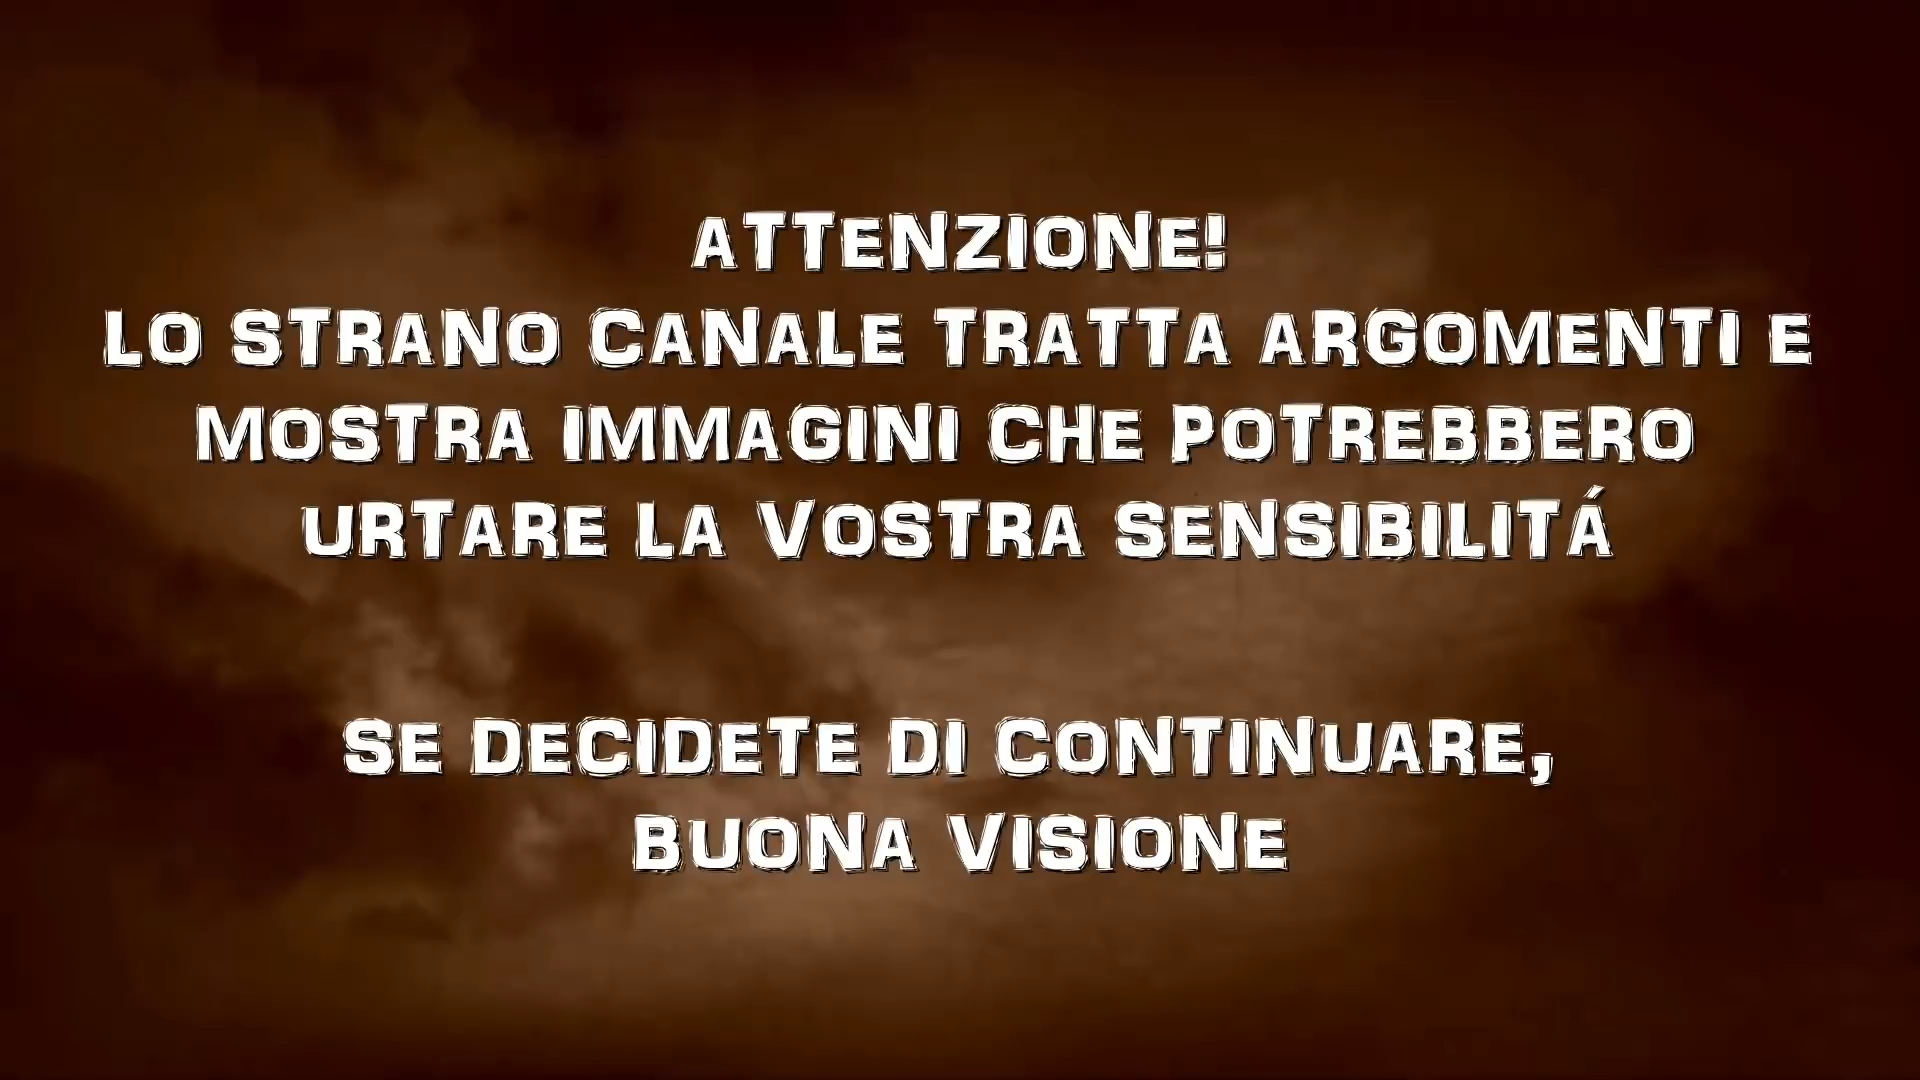 ATTENZIONE!
LO STRANO CANALE TRATTA ARGOMENTI E
MOSTRA IMMAGINI CHE POTREBBERO
URTARE LA VOSTRA SENSIBILITÁ
SE DECIDETE DI CONTINUARE,
BUONA VISIONE